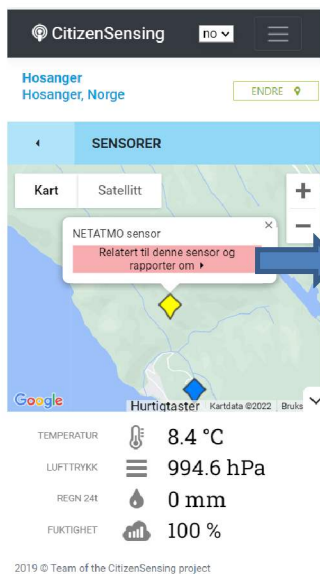 CitizenSensing
no
Hosanger
Hosanger, Norge
ENDRE
SENSORER
Kart
Satellitt
+
NETATMO sensor
×
−
Relatert til denne sensor og
rapporter om
Google
Hurtigtaster
Kartdata ©2022
Bruks
TEMPERATUR
8.4 °C
LUFTTRYKK
994.6 hPa
REGN 24t
0 mm
FUKTIGHET
100 %
2019 © Team of the CitizenSensing project